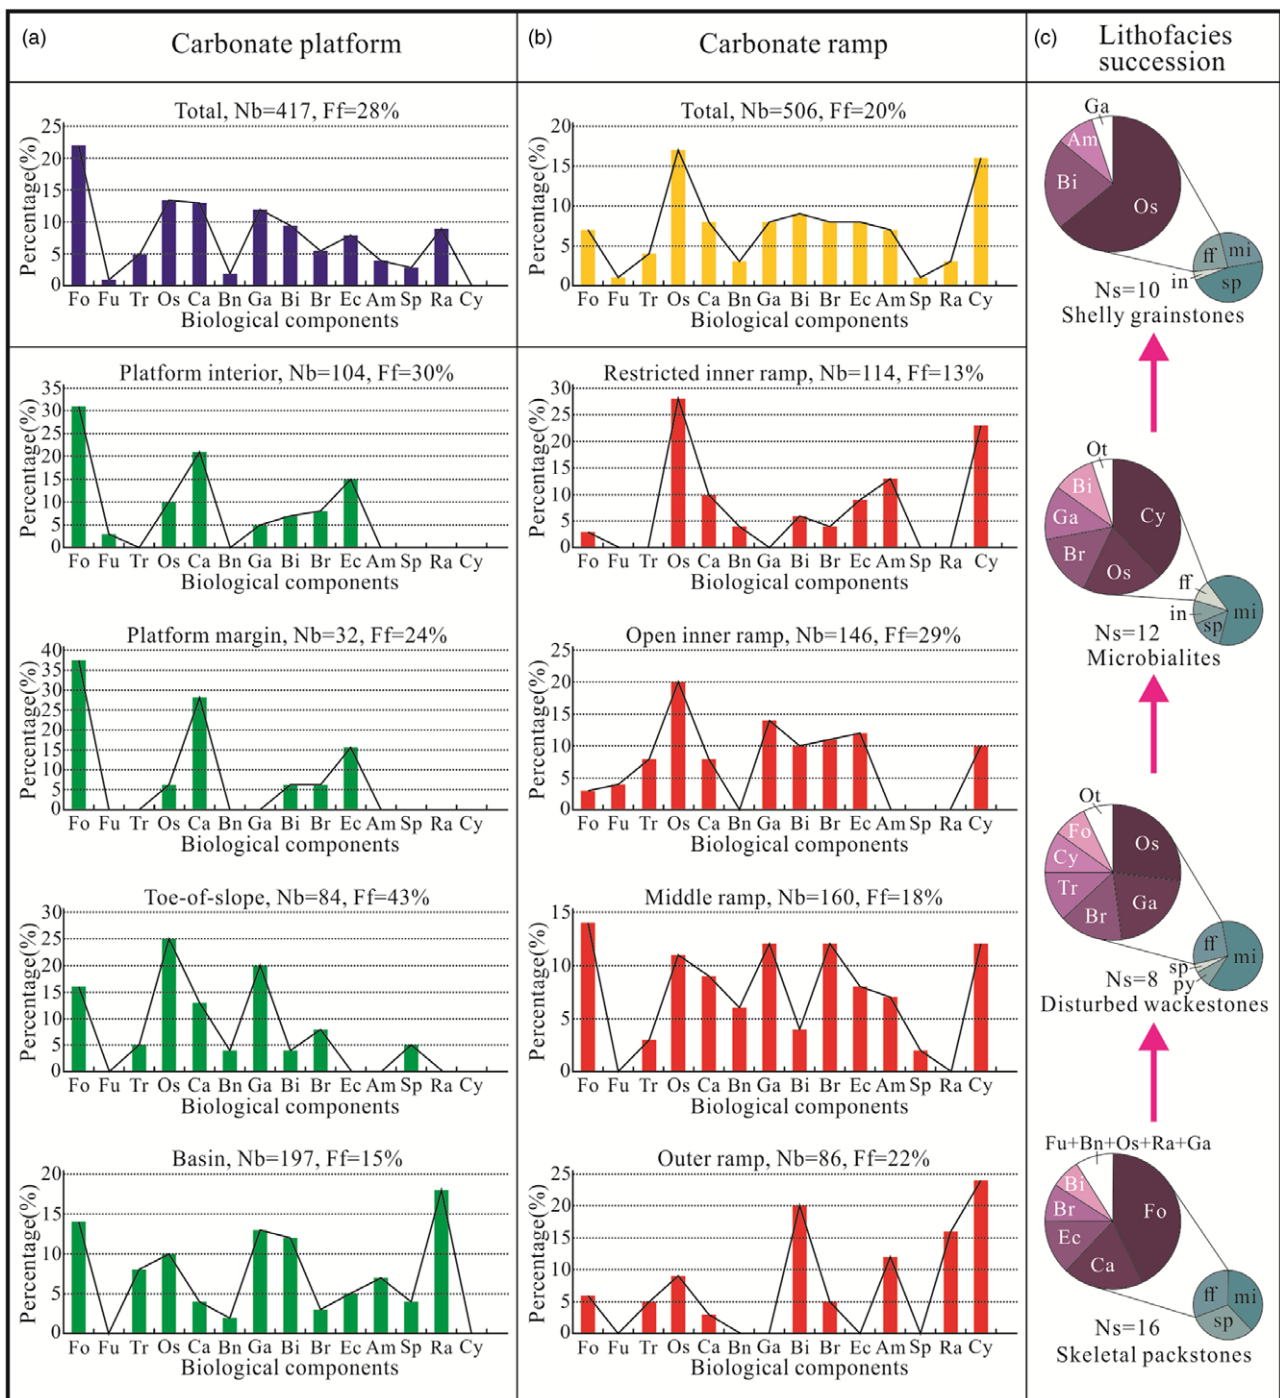 (a) Carbonate platform
Total, Nb=417, Ff=28%
Percentage(%)
25
20
15
10
5
0
Fo Fu Tr Os Ca Bn Ga Bi Br Ec Am Sp Ra Cy
Biological components
Platform interior, Nb=104, Ff=30%
Percentage(%)
35
30
25
20
15
10
5
0
Fo Fu Tr Os Ca Bn Ga Bi Br Ec Am Sp Ra Cy
Biological components
Platform margin, Nb=32, Ff=24%
Percentage(%)
40
35
30
25
20
15
10
5
0
Fo Fu Tr Os Ca Bn Ga Bi Br Ec Am Sp Ra Cy
Biological components
Toe-of-slope, Nb=84, Ff=43%
Percentage(%)
30
25
20
15
10
5
0
Fo Fu Tr Os Ca Bn Ga Bi Br Ec Am Sp Ra Cy
Biological components
Basin, Nb=197, Ff=15%
Percentage(%)
20
15
10
5
0
Fo Fu Tr Os Ca Bn Ga Bi Br Ec Am Sp Ra Cy
Biological components
(b) Carbonate ramp
Total, Nb=506, Ff=20%
Percentage(%)
20
15
10
5
0
Fo Fu Tr Os Ca Bn Ga Bi Br Ec Am Sp Ra Cy
Biological components
Restricted inner ramp, Nb=114, Ff=13%
Percentage(%)
30
25
20
15
10
5
0
Fo Fu Tr Os Ca Bn Ga Bi Br Ec Am Sp Ra Cy
Biological components
Open inner ramp, Nb=146, Ff=29%
Percentage(%)
25
20
15
10
5
0
Fo Fu Tr Os Ca Bn Ga Bi Br Ec Am Sp Ra Cy
Biological components
Middle ramp, Nb=160, Ff=18%
Percentage(%)
15
10
5
0
Fo Fu Tr Os Ca Bn Ga Bi Br Ec Am Sp Ra Cy
Biological components
Outer ramp, Nb=86, Ff=22%
Percentage(%)
25
20
15
10
5
0
Fo Fu Tr Os Ca Bn Ga Bi Br Ec Am Sp Ra Cy
Biological components
(c) Lithofacies
succession
Ga
Am
Bi
Os
ff mi
in sp
Ns=10
Shelly grainstones
Ot
Bi
Cy
Ga
Br
Os
ff
in mi
sp
Ns=12
Microbialites
Ot
Fo Os
Cy
Tr Ga
Br
ff mi
sp
py
Ns=8
Disturbed wackestones
Fu+Bn+Os+Ra+Ga
Bi
Br Fo
Ec
Ca
ff mi
sp
Ns=16
Skeletal packstones